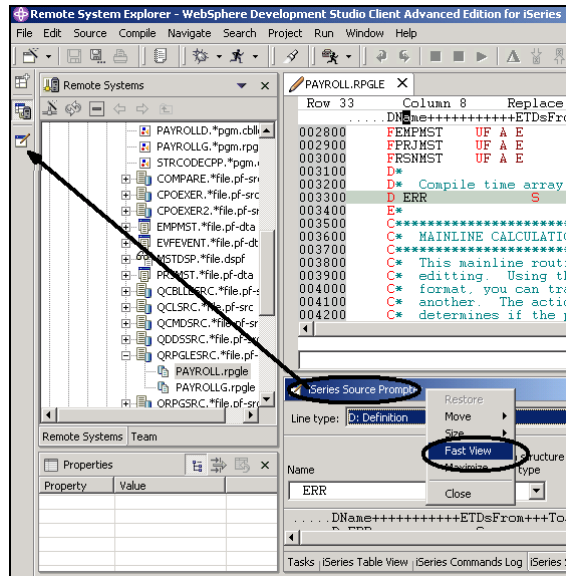 Remote System Explorer - WebSphere Development Studio Client Advanced Edition for iSeries
File Edit Source Compile Navigate Search Project Run Window Help
Remote Systems
PAYROLL.RPGLE
Row 33 Column 8 Replace
.....DName++++++++++ETDsFro
PAYROLLD.*pgm.cblle
PAYROLLG.*pgm.rpg
STRCODECPP.*pgm.
COMPARE.*file.pf-sr
CPOEXER.*file.pf-sr
CPOEXER2.*file.pf-sr
EMPMST.*file.pf-dta
EVFEVENT.*file.pf-dt
MSTDSP.*file.dspf
PRJMST.*file.pf-dta
QCBLLESRC.*file.pf-s
QCLSRC.*file.pf-src
QCMDSRC.*file.pf-sr
QDDSSRC.*file.pf-sr
QRPGLESRC.*file.pf-
PAYROLL.rpgle
PAYROLLG.rpgle
QRPGSRC.*file.pf-src
002800 FEMPMST UF A E
002900 FPRJMST UF A E
003000 FRSNMST UF A E
003100 D*
003200 D* Compile time array
003300 D ERR S
003400 E*
003500 C**********************
003600 C* MAINLINE CALCULATIO
003700 C**********************
003800 C* This mainline routi
003900 C* editting. Using th
004000 C* format, you can tra
004100 C* another. The actio
004200 C* determines if the p
Remote Systems Team
iSeries Source Prompte
Line type: D: Definition
Restore
Move
Size
Fast View
Maximize
Close
structure
type
Name
ERR
.....DName++++++++++ETDsFrom+++To
D ERR S
Properties
Property Value
Tasks iSeries Table View iSeries Commands Log iSeries S